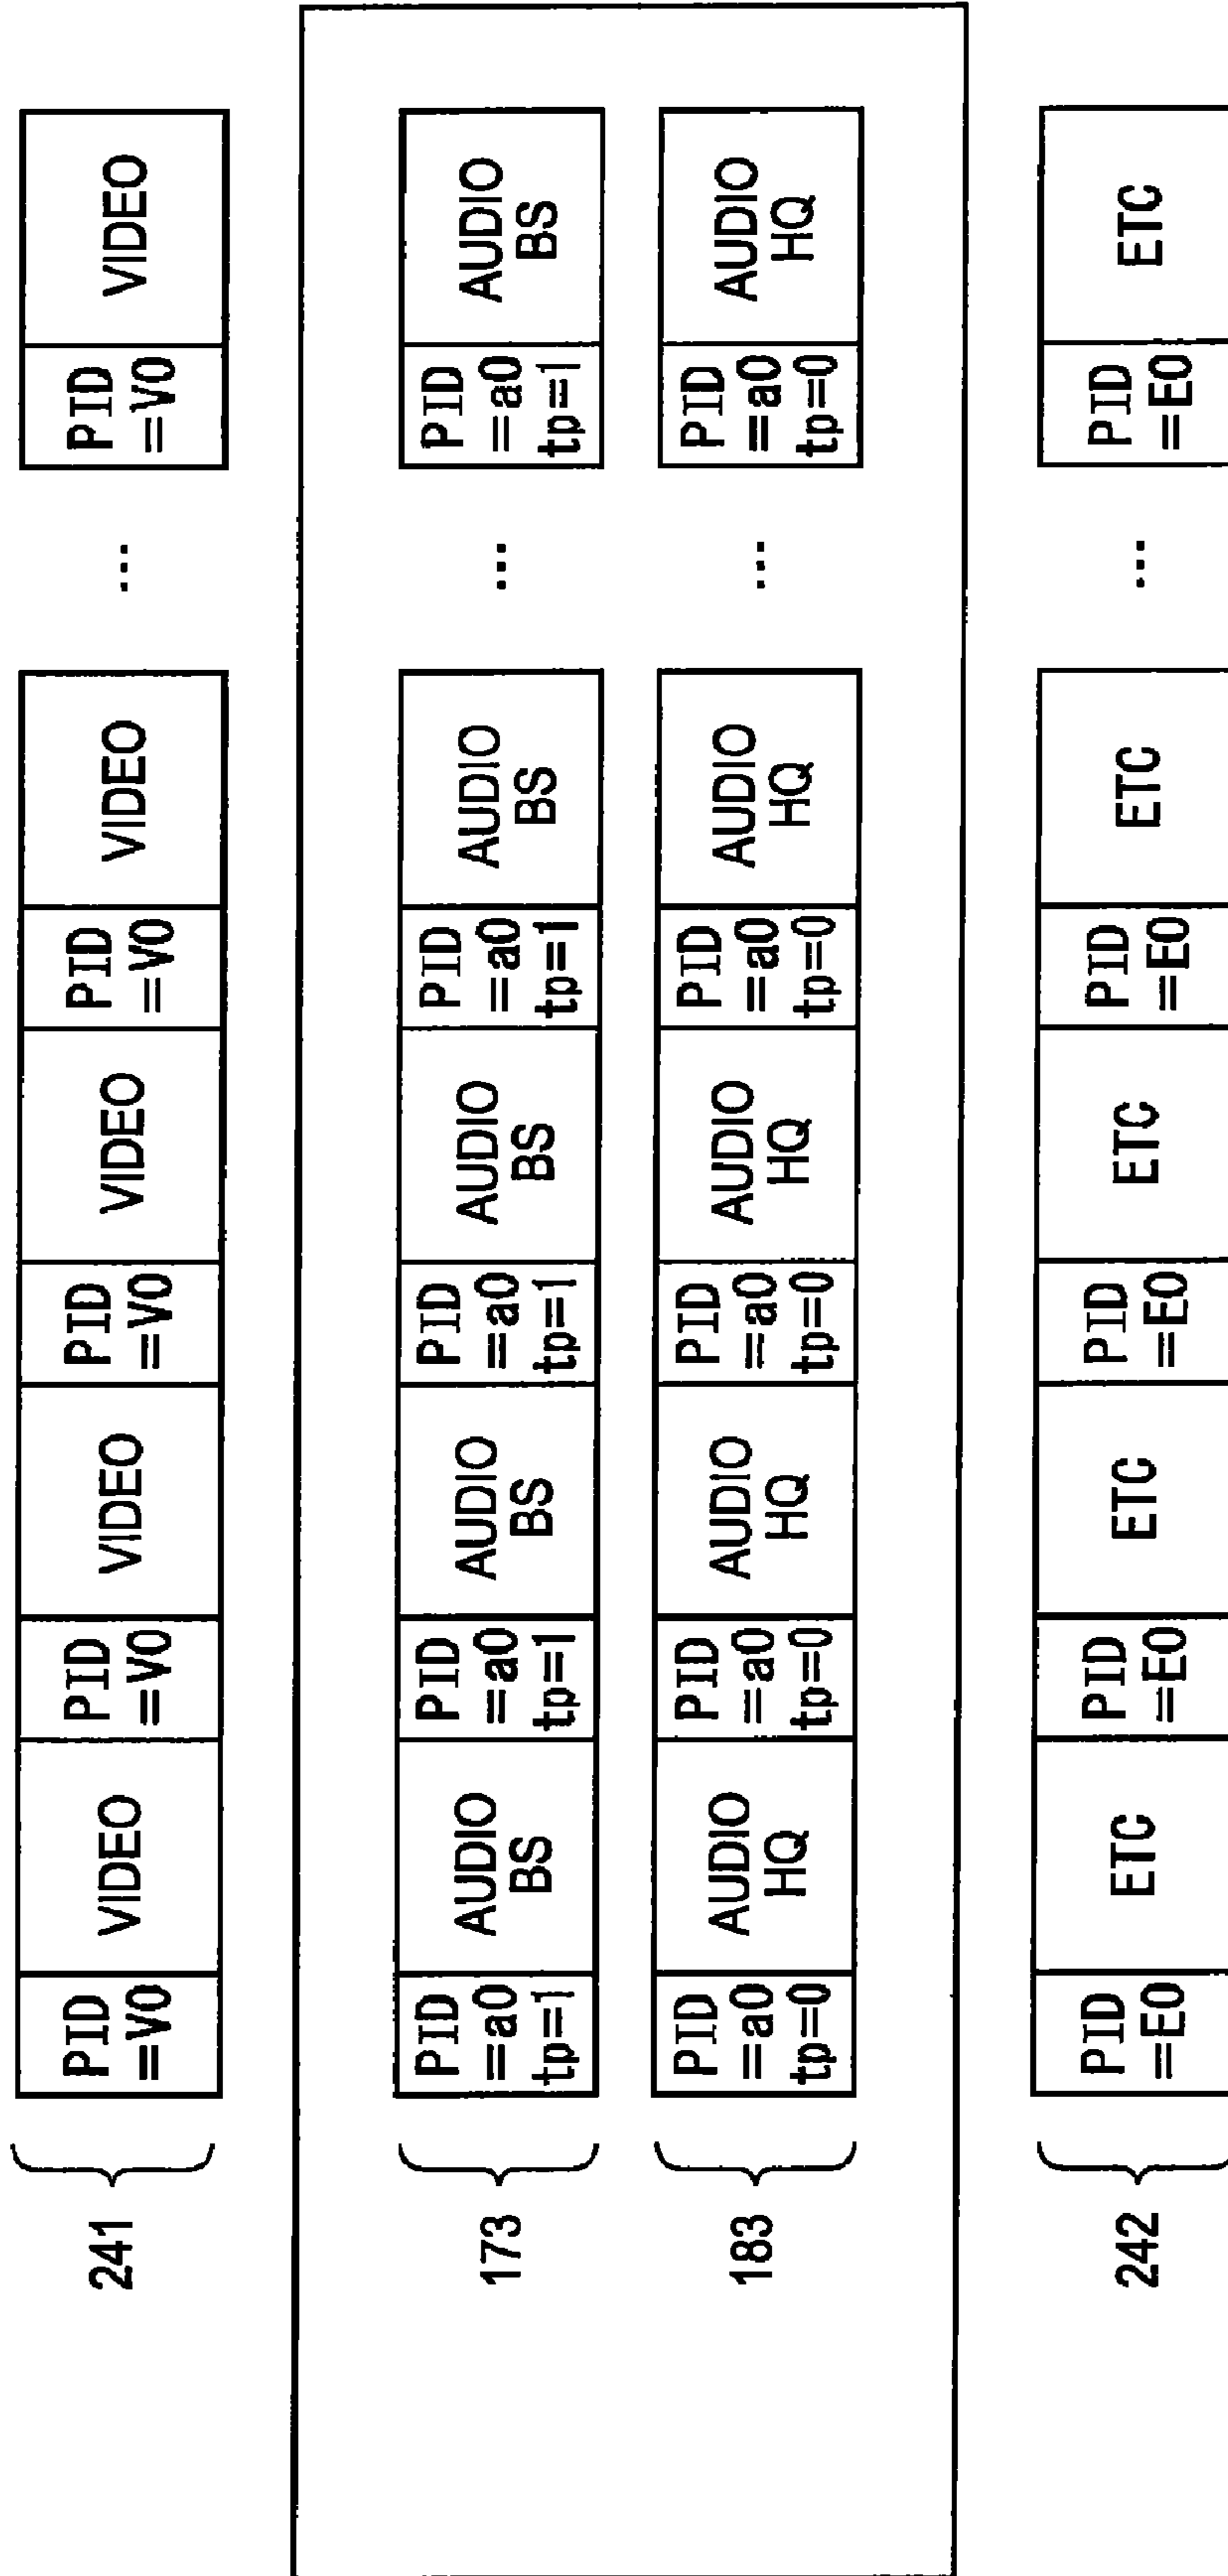 241
PID
=V0
VIDEO
PID
=V0
VIDEO
PID
=V0
VIDEO
PID
=V0
VIDEO
...
PID
=V0
VIDEO
173
PID
=a0
tp=1
AUDIO
BS
PID
=a0
tp=1
AUDIO
BS
PID
=a0
tp=1
AUDIO
BS
PID
=a0
tp=1
AUDIO
BS
...
PID
=a0
tp=1
AUDIO
BS
183
PID
=a0
tp=0
AUDIO
HQ
PID
=a0
tp=0
AUDIO
HQ
PID
=a0
tp=0
AUDIO
HQ
PID
=a0
tp=0
AUDIO
HQ
...
PID
=a0
tp=0
AUDIO
HQ
242
PID
=E0
ETC
PID
=E0
ETC
PID
=E0
ETC
PID
=E0
ETC
...
PID
=E0
ETC